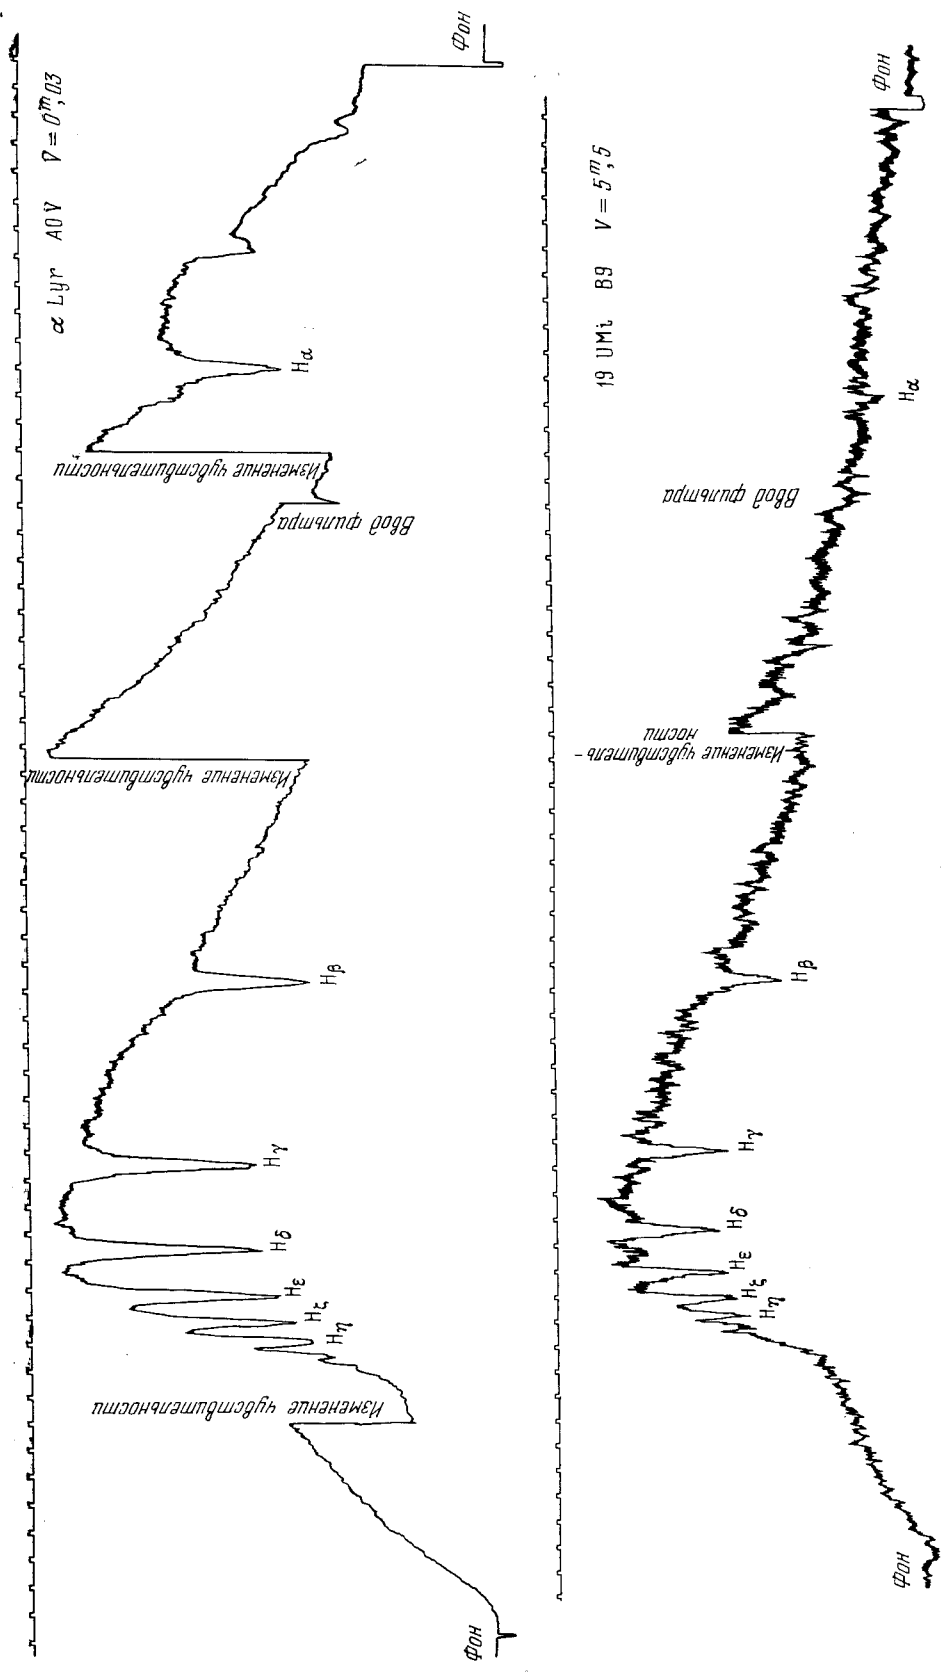 α Lyr A0V V = 0ᵐ,03
Фон
Изменение чувствительности
Hη
Hξ
Hε
Hδ
Hγ
Hβ
Изменение чувствительности
Ввод фильтра
Изменение чувствительности
Hα
Фон
19 UMi B9 V = 5ᵐ,5
Фон
Hη
Hξ
Hε
Hδ
Hγ
Hβ
Изменение чувствитель-
ности
Ввод фильтра
Hα
Фон